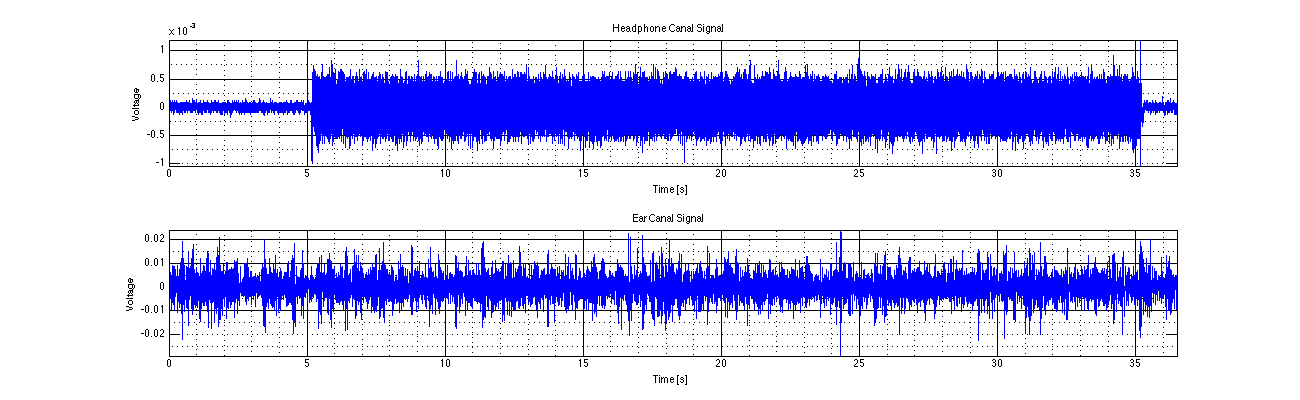 Headphone Canal Signal
x 10^-3
1
0.5
0
-0.5
-1
Voltage
0 5 10 15 20 25 30 35
Time [s]
Ear Canal Signal
0.02
0.01
0
-0.01
-0.02
Voltage
0 5 10 15 20 25 30 35
Time [s]